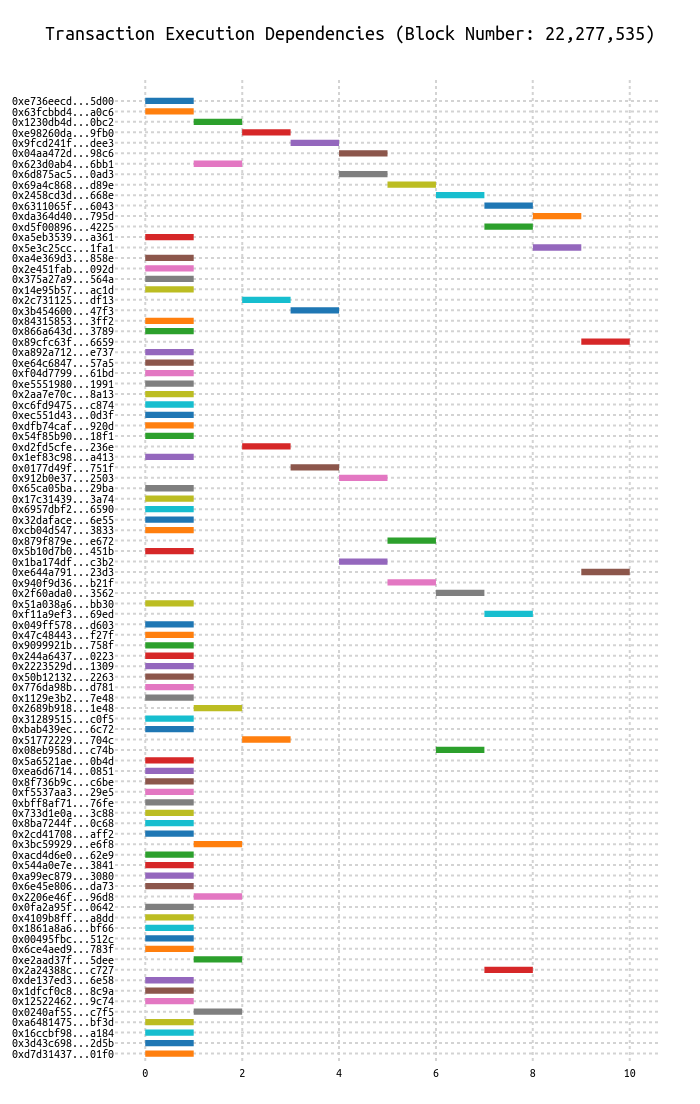 Transaction Execution Dependencies (Block Number: 22,277,535)
0xe736eecd...5d00
0x63fcbbd4...a0c6
0x1230db4d...0bc2
0xe98260da...9fb0
0x9fcd241f...dee3
0x04aa472d...98c6
0x623d0ab4...6bb1
0x6d875ac5...0ad3
0x69a4c868...d89e
0x2458cd3d...668e
0x6311065f...6043
0xda364d40...795d
0xd5f00896...4225
0xa5eb3539...a361
0x5e3c25cc...1fa1
0xa4e369d3...858e
0x2e451fab...092d
0x375a27a9...564a
0x14e95b57...ac1d
0x2c731125...df13
0x3b454600...47f3
0x84315853...3ff2
0x866a643d...3789
0x89cfc63f...6659
0xa892a712...e737
0xe64c6847...57a5
0xf04d7799...61bd
0xe5551980...1991
0x2aa7e70c...8a13
0xc6fd9475...c874
0xec551d43...0d3f
0xdfb74caf...920d
0x54f85b90...18f1
0xd2fd5cfe...236e
0x1ef83c98...a413
0x0177d49f...751f
0x912b0e37...2503
0x65ca05ba...29ba
0x17c31439...3a74
0x6957dbf2...6590
0x32daface...6e55
0xcb04d547...3833
0x879f879e...e672
0x5b10d7b0...451b
0x1ba174df...c3b2
0xe644a791...23d3
0x940f9d36...b21f
0x2f60ada0...3562
0x51a038a6...bb30
0xf11a9ef3...69ed
0x049ff578...d603
0x47c48443...f27f
0x9099921b...758f
0x244a6437...0223
0x2223529d...1309
0x50b12132...2263
0x776da98b...d781
0x1129e3b2...7e48
0x2689b918...1e48
0x31289515...c0f5
0xbab439ec...6c72
0x51772229...704c
0x08eb958d...c74b
0x5a6521ae...0b4d
0xea6d6714...0851
0x8f736b9c...c6be
0xf5537aa3...29e5
0xbff8af71...76fe
0x733d1e0a...3c88
0x8ba7244f...0c68
0x2cd41708...aff2
0x3bc59929...e6f8
0xacd4d6e0...62e9
0x544a0e7e...3841
0xa99ec879...3080
0x6e45e806...da73
0x2206e46f...96d8
0x0fa2a95f...0642
0x4109b8ff...a8dd
0x1861a8a6...bf66
0x00495fbc...512c
0x6ce4aed9...783f
0xe2aad37f...5dee
0x2a24388c...c727
0xde137ed3...6e58
0x1dfcf0c8...8c9a
0x12522462...9c74
0x0240af55...c7f5
0xa6481475...bf3d
0x16ccbf98...a184
0x3d43c698...2d5b
0xd7d31437...01f0
0 2 4 6 8 10